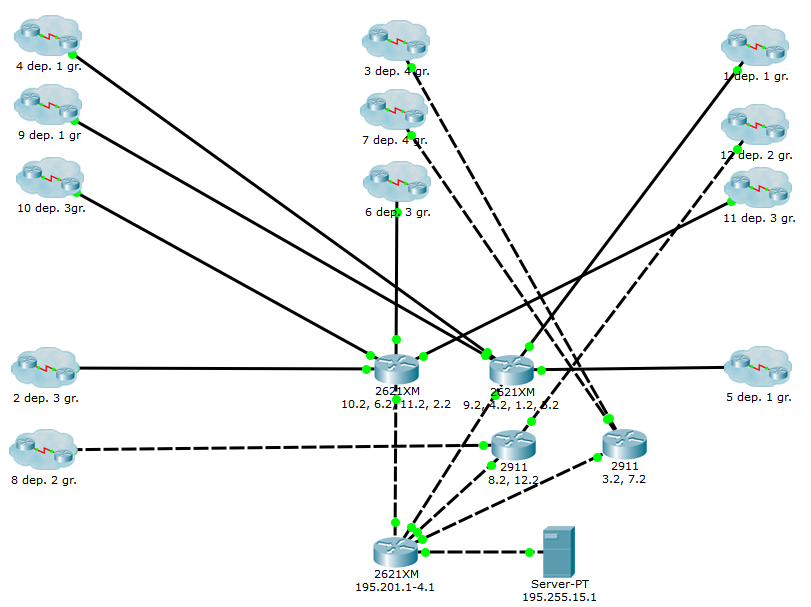 4 dep. 1 gr.
3 dep. 4 gr.
1 dep. 1 gr.
9 dep. 1 gr
7 dep. 4 gr.
12 dep. 2 gr.
10 dep. 3gr.
6 dep. 3 gr.
11 dep. 3 gr.
2 dep. 3 gr.
2621XM
10.2, 6.2, 11.2, 2.2
2621XM
9.2, 4.2, 1.2, 5.2
5 dep. 1 gr.
8 dep. 2 gr.
2911
8.2, 12.2
2911
3.2, 7.2
2621XM
195.201.1-4.1
Server-PT
195.255.15.1